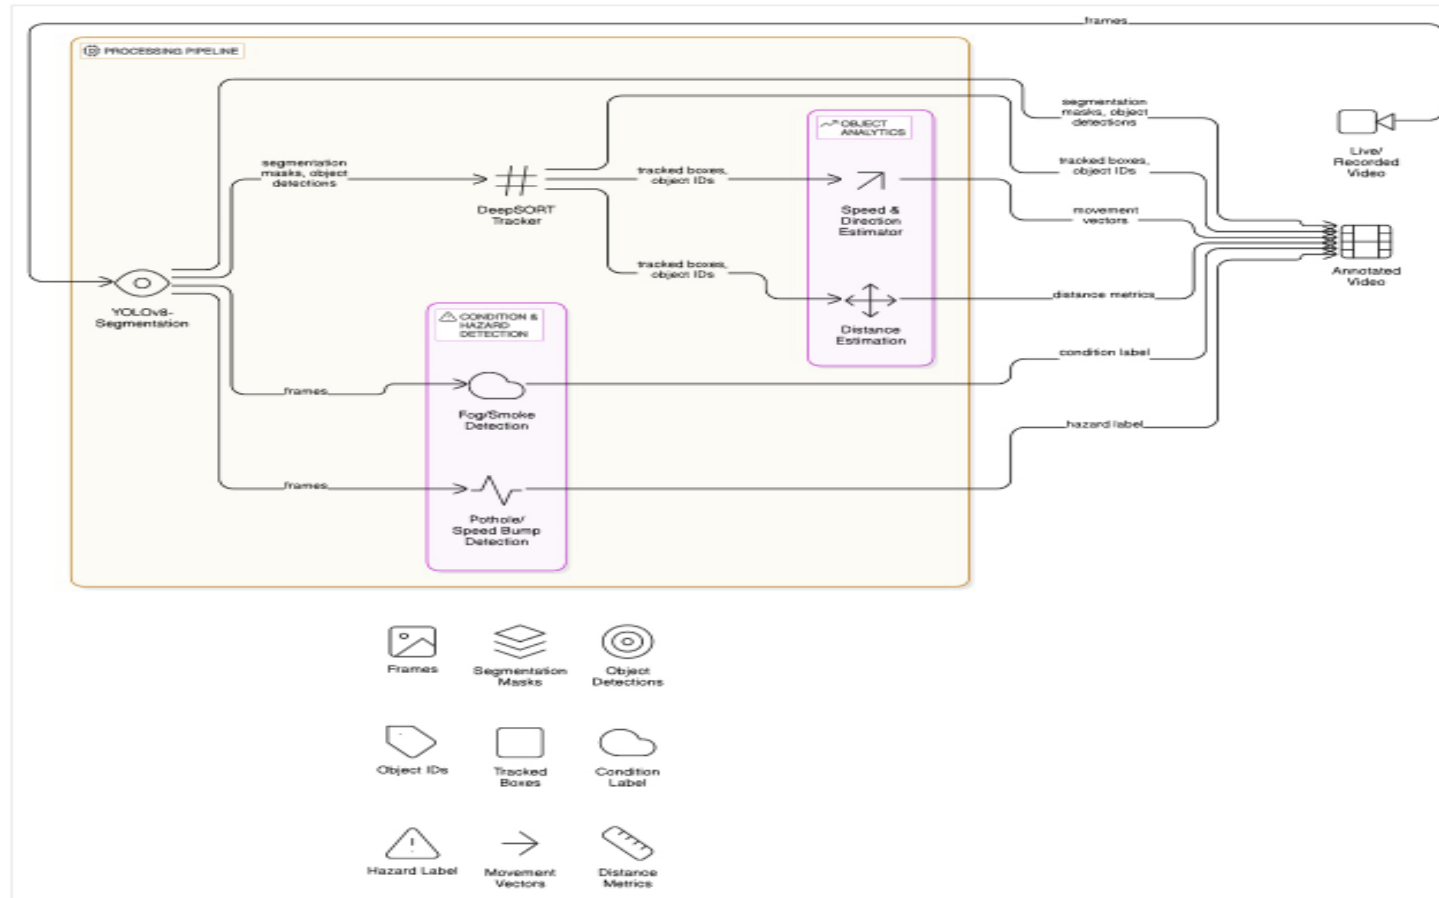 frames
PROCESSING PIPELINE
segmentation
masks, object
detections
OBJECT
ANALYTICS
segmentation
masks, object
detections
tracked boxes,
object IDs
tracked boxes,
object IDs
Live/
Recorded
Video
DeepSORT
Tracker
Speed &
Direction
Estimator
movement
vectors
tracked boxes,
object IDs
Annotated
Video
YOLOv8-
Segmentation
CONDITION &
HAZARD
DETECTION
distance metrics
Distance
Estimation
condition label
frames
Fog/Smoke
Detection
hazard label
frames
Pothole/
Speed Bump
Detection
Frames
Segmentation
Masks
Object
Detections
Object IDs
Tracked
Boxes
Condition
Label
Hazard Label
Movement
Vectors
Distance
Metrics